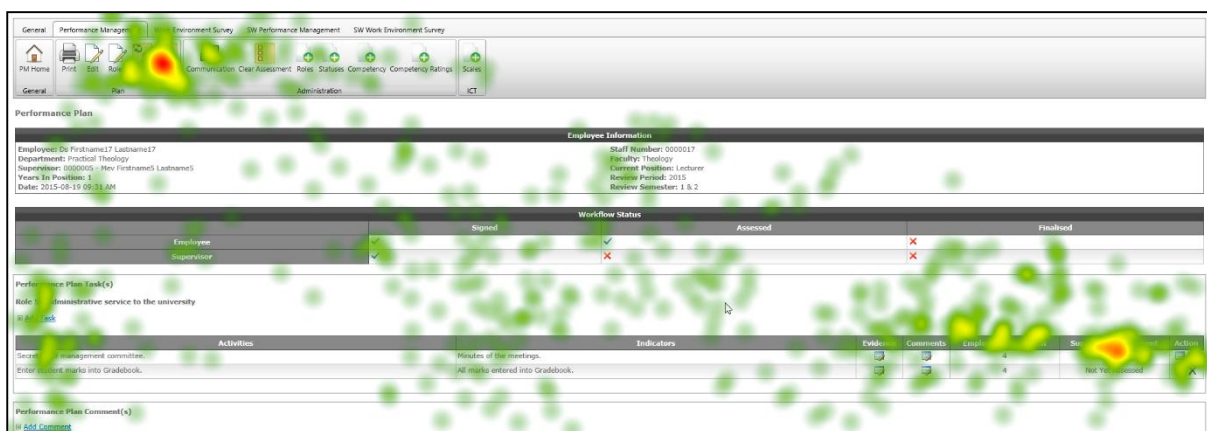 General Performance Management Work Environment Survey SW Performance Management SW Work Environment Survey
PM Home Print Edit Role Communication Clear Assessment Roles Statuses Competency Competency Ratings Scales
General Plan Administration ICT
Performance Plan
Employee Information
Employee: Ds Firstname17 Lastname17 Staff Number: 0000017
Department: Practical Theology Faculty: Theology
Supervisor: 0000005 - Mev Firstname5 Lastname5 Current Position: Lecturer
Years In Position: 1 Review Period: 2015
Date: 2015-08-19 09:31 AM Review Semester: 1 & 2
Workflow Status
Signed Assessed Finalised
Employee
Supervisor
Performance Plan Task(s)
Role administrative service to the university
Add Task
Activities Indicators Evidence Comments Action
management committee. Minutes of the meetings. 4
Enter student marks into Gradebook. All marks entered into Gradebook. 4 Not Yet Assessed
Performance Plan Comment(s)
Add Comment